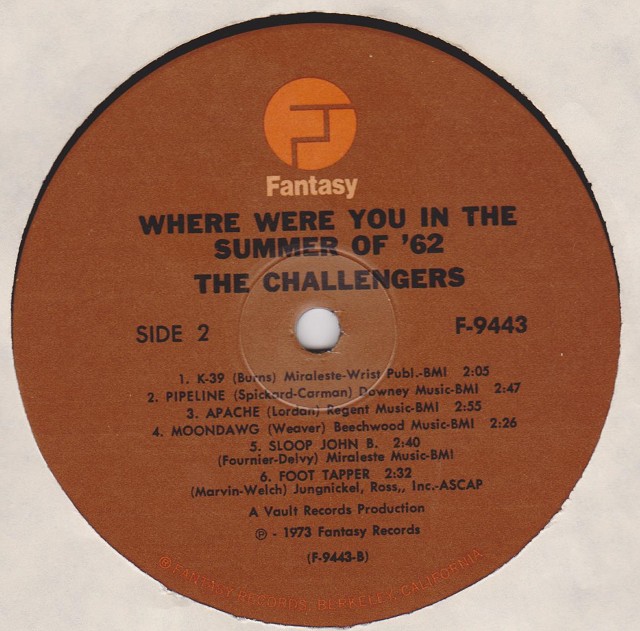 Fantasy
WHERE WERE YOU IN THE
SUMMER OF '62
THE CHALLENGERS
SIDE 2
F-9443
1. K-39 (Burns) Miraleste-Wrist Publ.-BMI 2:05
2. PIPELINE (Spickard-Carman) Downey Music-BMI 2:47
3. APACHE (Lordan) Regent Music-BMI 2:55
4. MOONDAWG (Weaver) Beechwood Music-BMI 2:26
5. SLOOP JOHN B. 2:40
(Fournier-Delvy) Miraleste Music-BMI
6. FOOT TAPPER 2:32
(Marvin-Welch) Jungnickel, Ross,, Inc.-ASCAP
A Vault Records Production
℗ - 1973 Fantasy Records
(F-9443-B)
® FANTASY RECORDS, BERKELEY, CALIFORNIA